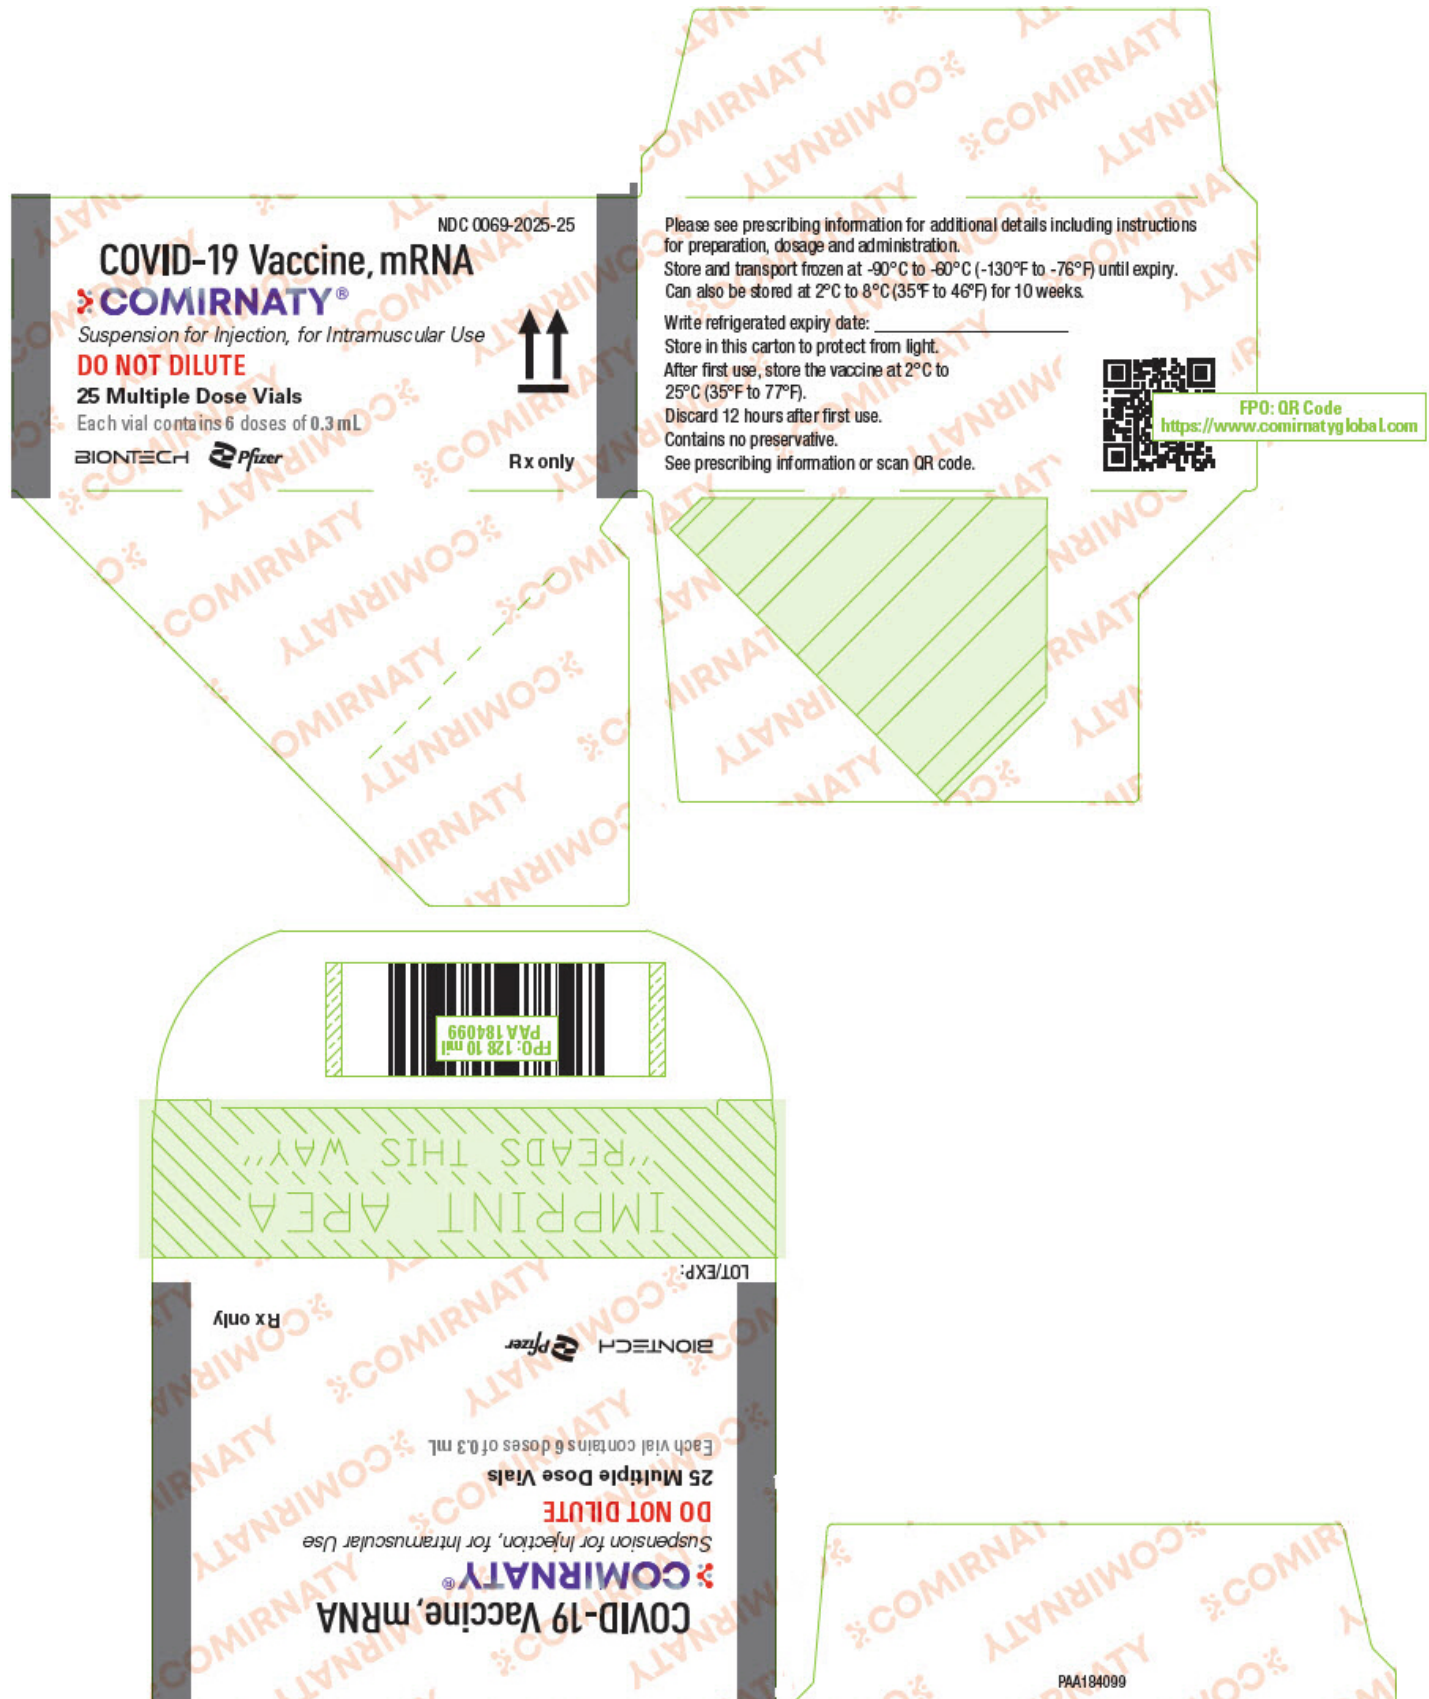 NDC 0069-2025-25
COVID-19 Vaccine, mRNA
COMIRNATY®
Suspension for Injection, for Intramuscular Use
DO NOT DILUTE
25 Multiple Dose Vials
Each vial contains 6 doses of 0.3 mL
BIONTECH Pfizer
Rx only
Please see prescribing information for additional details including instructions
for preparation, dosage and administration.
Store and transport frozen at -90°C to -60°C (-130°F to -76°F) until expiry.
Can also be stored at 2°C to 8°C (35°F to 46°F) for 10 weeks.
Write refrigerated expiry date:
Store in this carton to protect from light.
After first use, store the vaccine at 2°C to
25°C (35°F to 77°F).
Discard 12 hours after first use.
Contains no preservative.
See prescribing information or scan QR code.
FPO: QR Code
https://www.comirnatyglobal.com
FPO: 128 10 mil
PAA184099
IMPRINT AREA
"READS THIS WAY"
LOT/EXP:
COVID-19 Vaccine, mRNA
COMIRNATY®
Suspension for Injection, for Intramuscular Use
DO NOT DILUTE
25 Multiple Dose Vials
Each vial contains 6 doses of 0.3 mL
BIONTECH Pfizer
Rx only
PAA184099